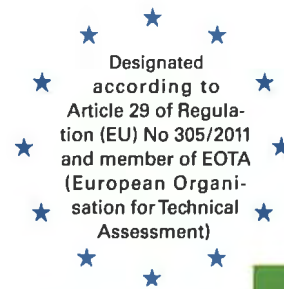 Designated
according to
Article 29 of Regula-
tion (EU) No 305/2011
and member of EOTA
(European Organi-
sation for Technical
Assessment)